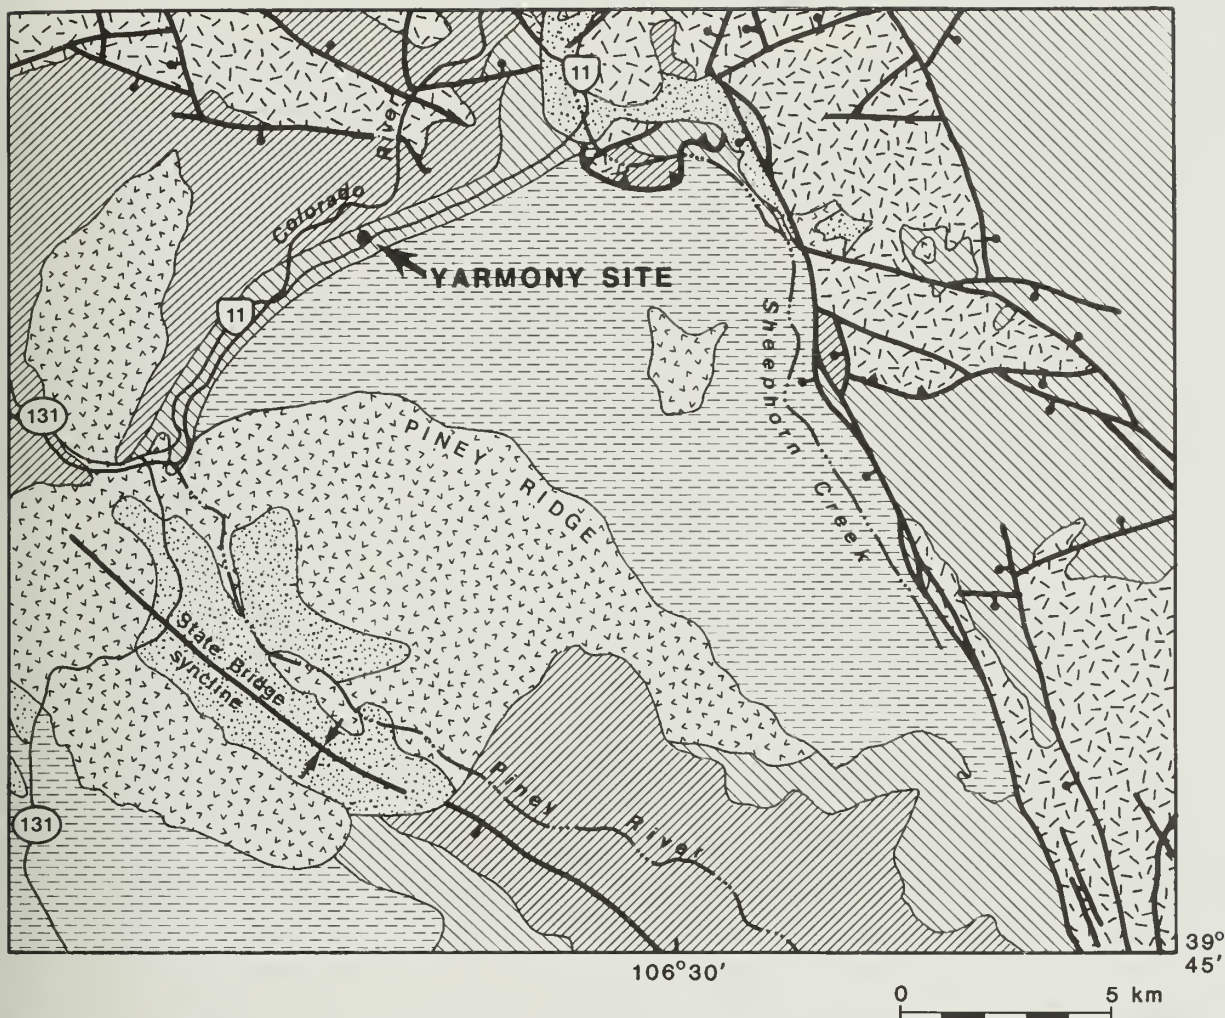 11
River
Colorado
YARMONY SITE
11
Sheephorn
Creek
131
PINEY
RIDGE
State Bridge
syncline
Piney
River
131
106°30'
39°
45'
0 5 km